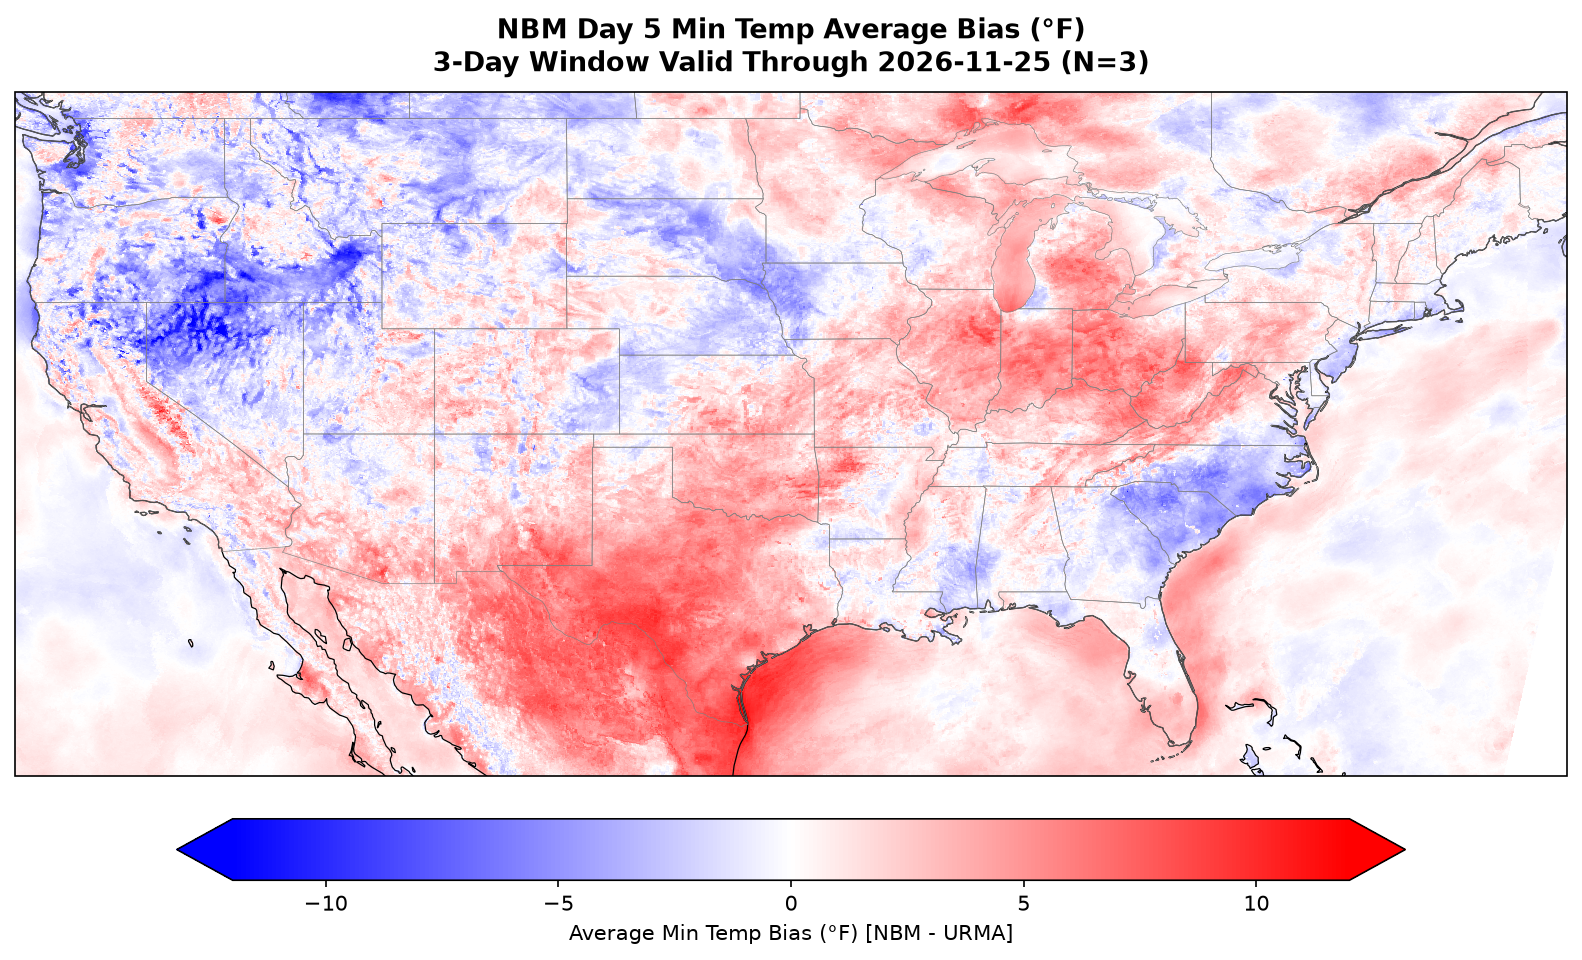 NBM Day 5 Min Temp Average Bias (°F)
3-Day Window Valid Through 2026-11-25 (N=3)
−10 −5 0 5 10
Average Min Temp Bias (°F) [NBM - URMA]